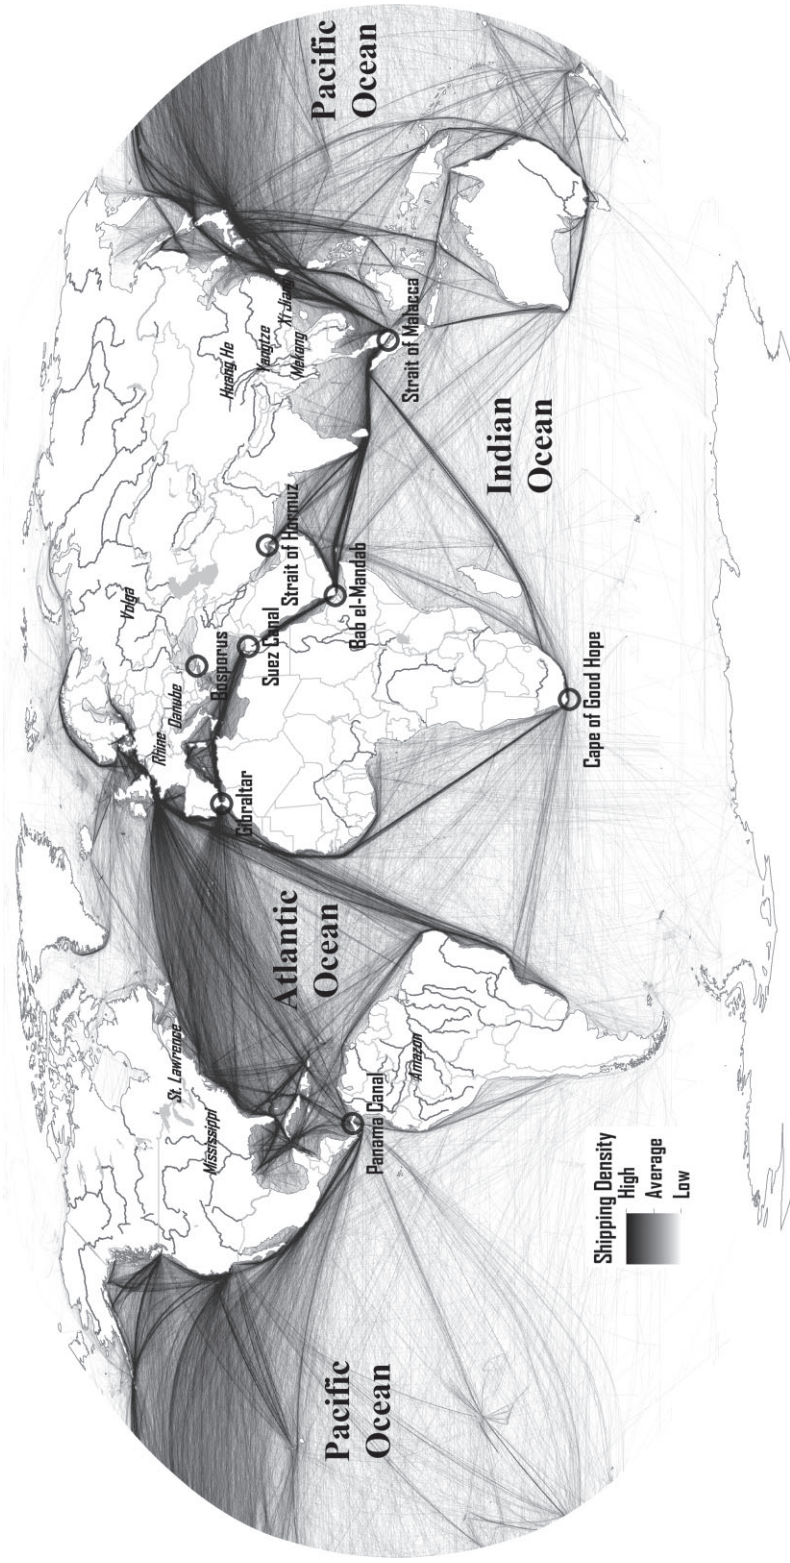 Pacific
Ocean
Atlantic
Ocean
Indian
Ocean
Pacific
Ocean
St. Lawrence
Mississippi
Panama Canal
Amazon
Gibraltar
Rhine
Danube
Bosporus
Suez Canal
Volga
Strait of Hormuz
Bab el-Mandab
Cape of Good Hope
Huang He
Yangtze
Xi Jiang
Mekong
Strait of Malacca
Shipping Density
High
Average
Low